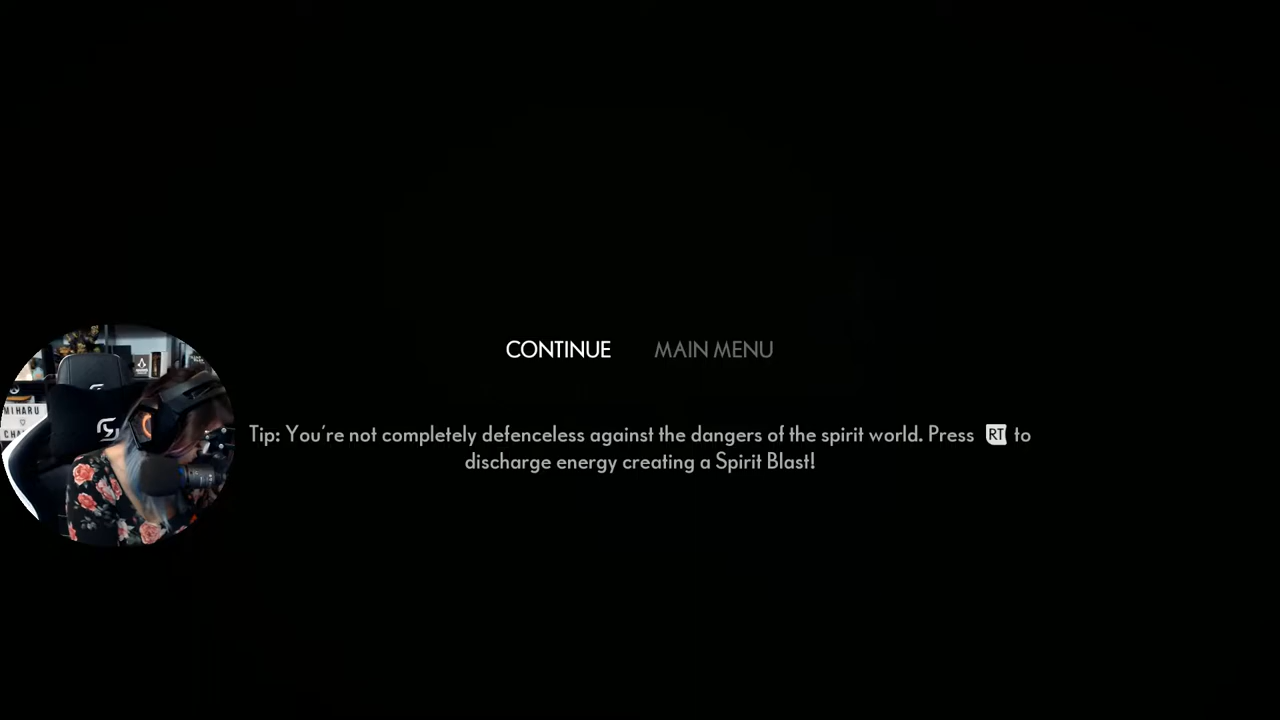 CONTINUE MAIN MENU
MIHARU
Tip: You're not completely defenceless against the dangers of the spirit world. Press RT to
discharge energy creating a Spirit Blast!